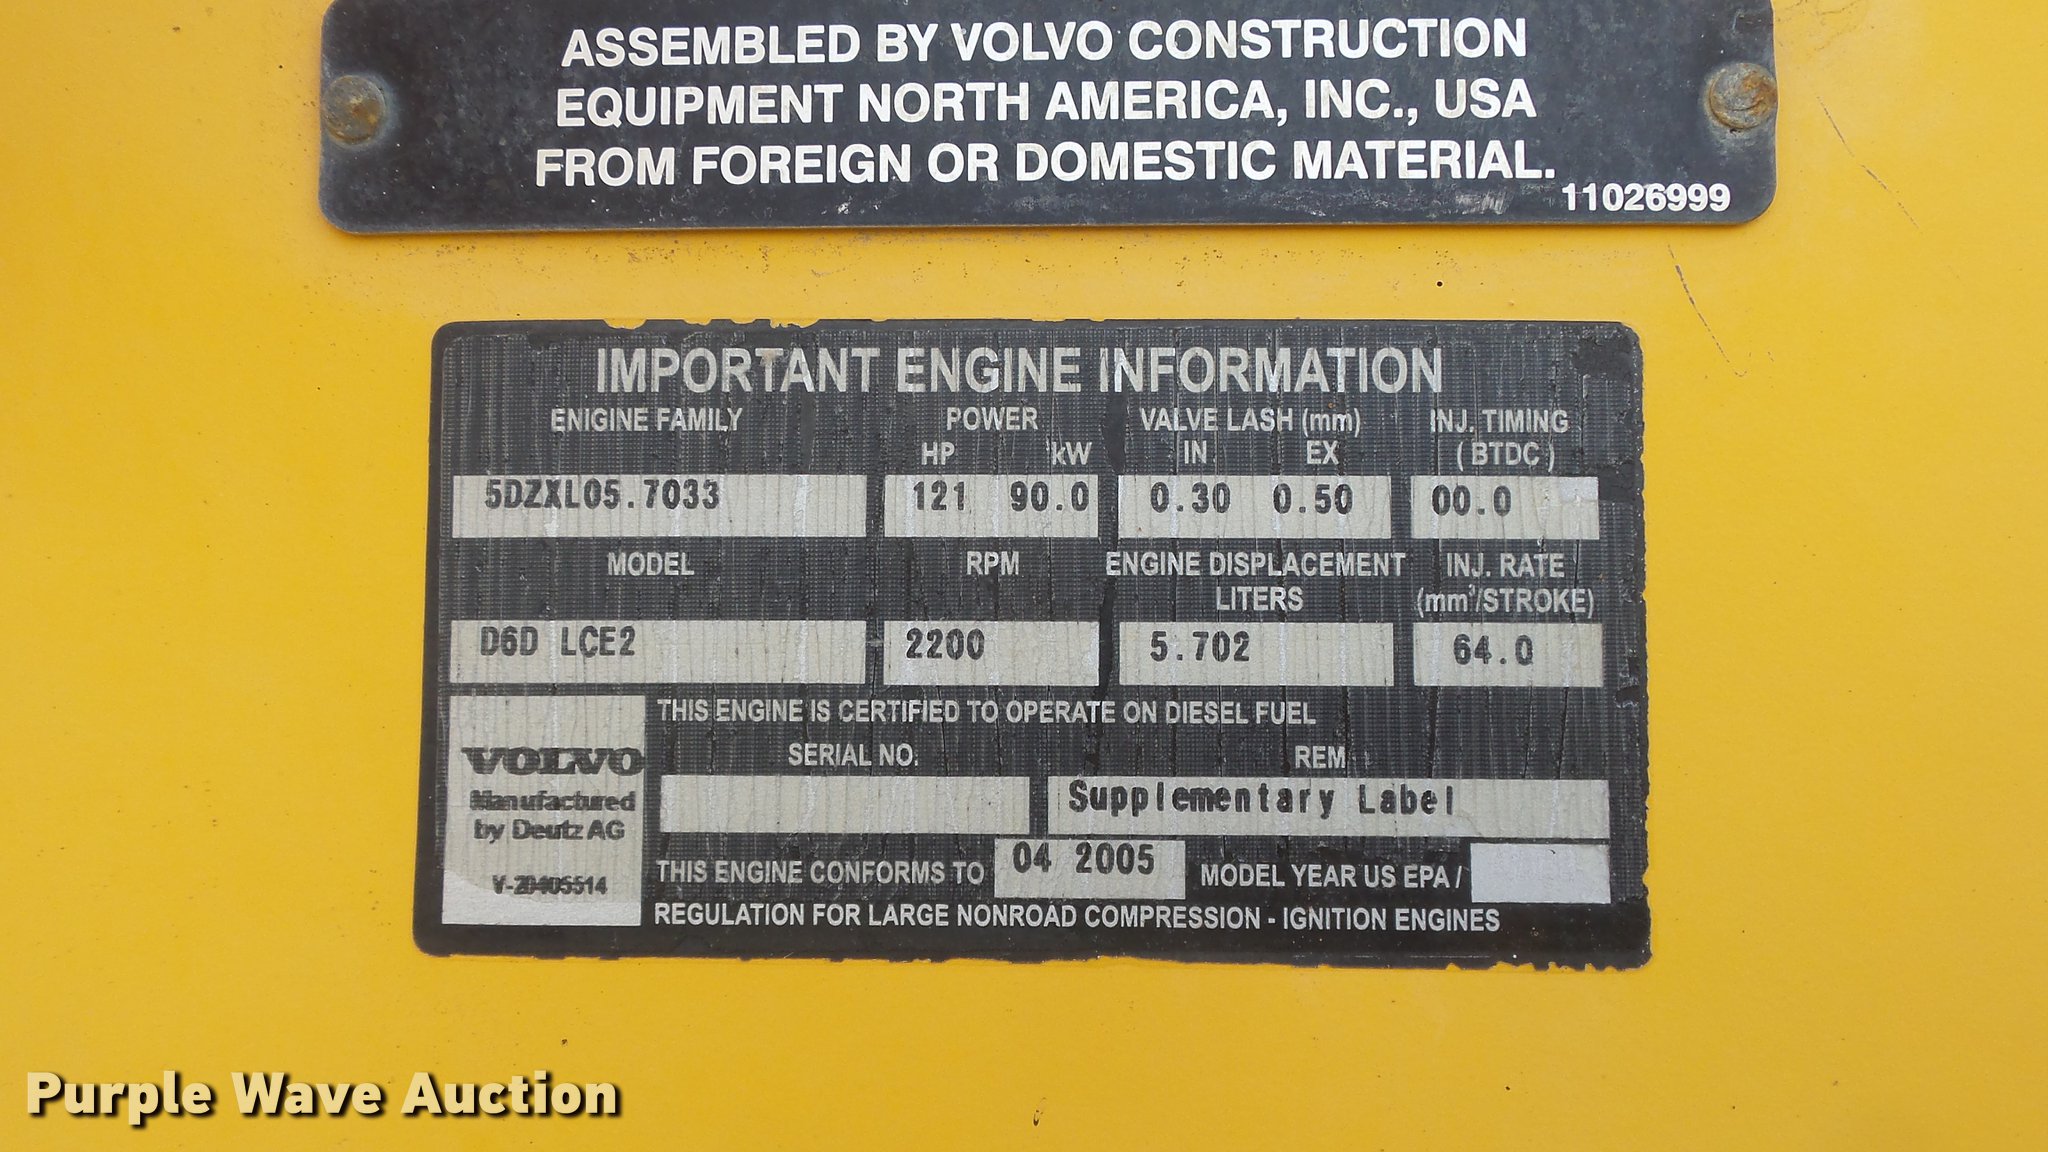 ASSEMBLED BY VOLVO CONSTRUCTION
EQUIPMENT NORTH AMERICA, INC., USA
FROM FOREIGN OR DOMESTIC MATERIAL.
11026999
IMPORTANT ENGINE INFORMATION
ENIGINE FAMILY POWER VALVE LASH (mm) INJ. TIMING
HP kW IN EX ( BTDC )
5DZXL05.7033 121 90.0 0.30 0.50 00.0
MODEL RPM ENGINE DISPLACEMENT INJ. RATE
LITERS (mm³/STROKE)
D6D LCE2 2200 5.702 64.0
THIS ENGINE IS CERTIFIED TO OPERATE ON DIESEL FUEL
SERIAL NO. REM
VOLVO
Manufactured
by Deutz AG
V-20405514
Supplementary Label
THIS ENGINE CONFORMS TO 04 2005 MODEL YEAR US EPA /
REGULATION FOR LARGE NONROAD COMPRESSION - IGNITION ENGINES
Purple Wave Auction